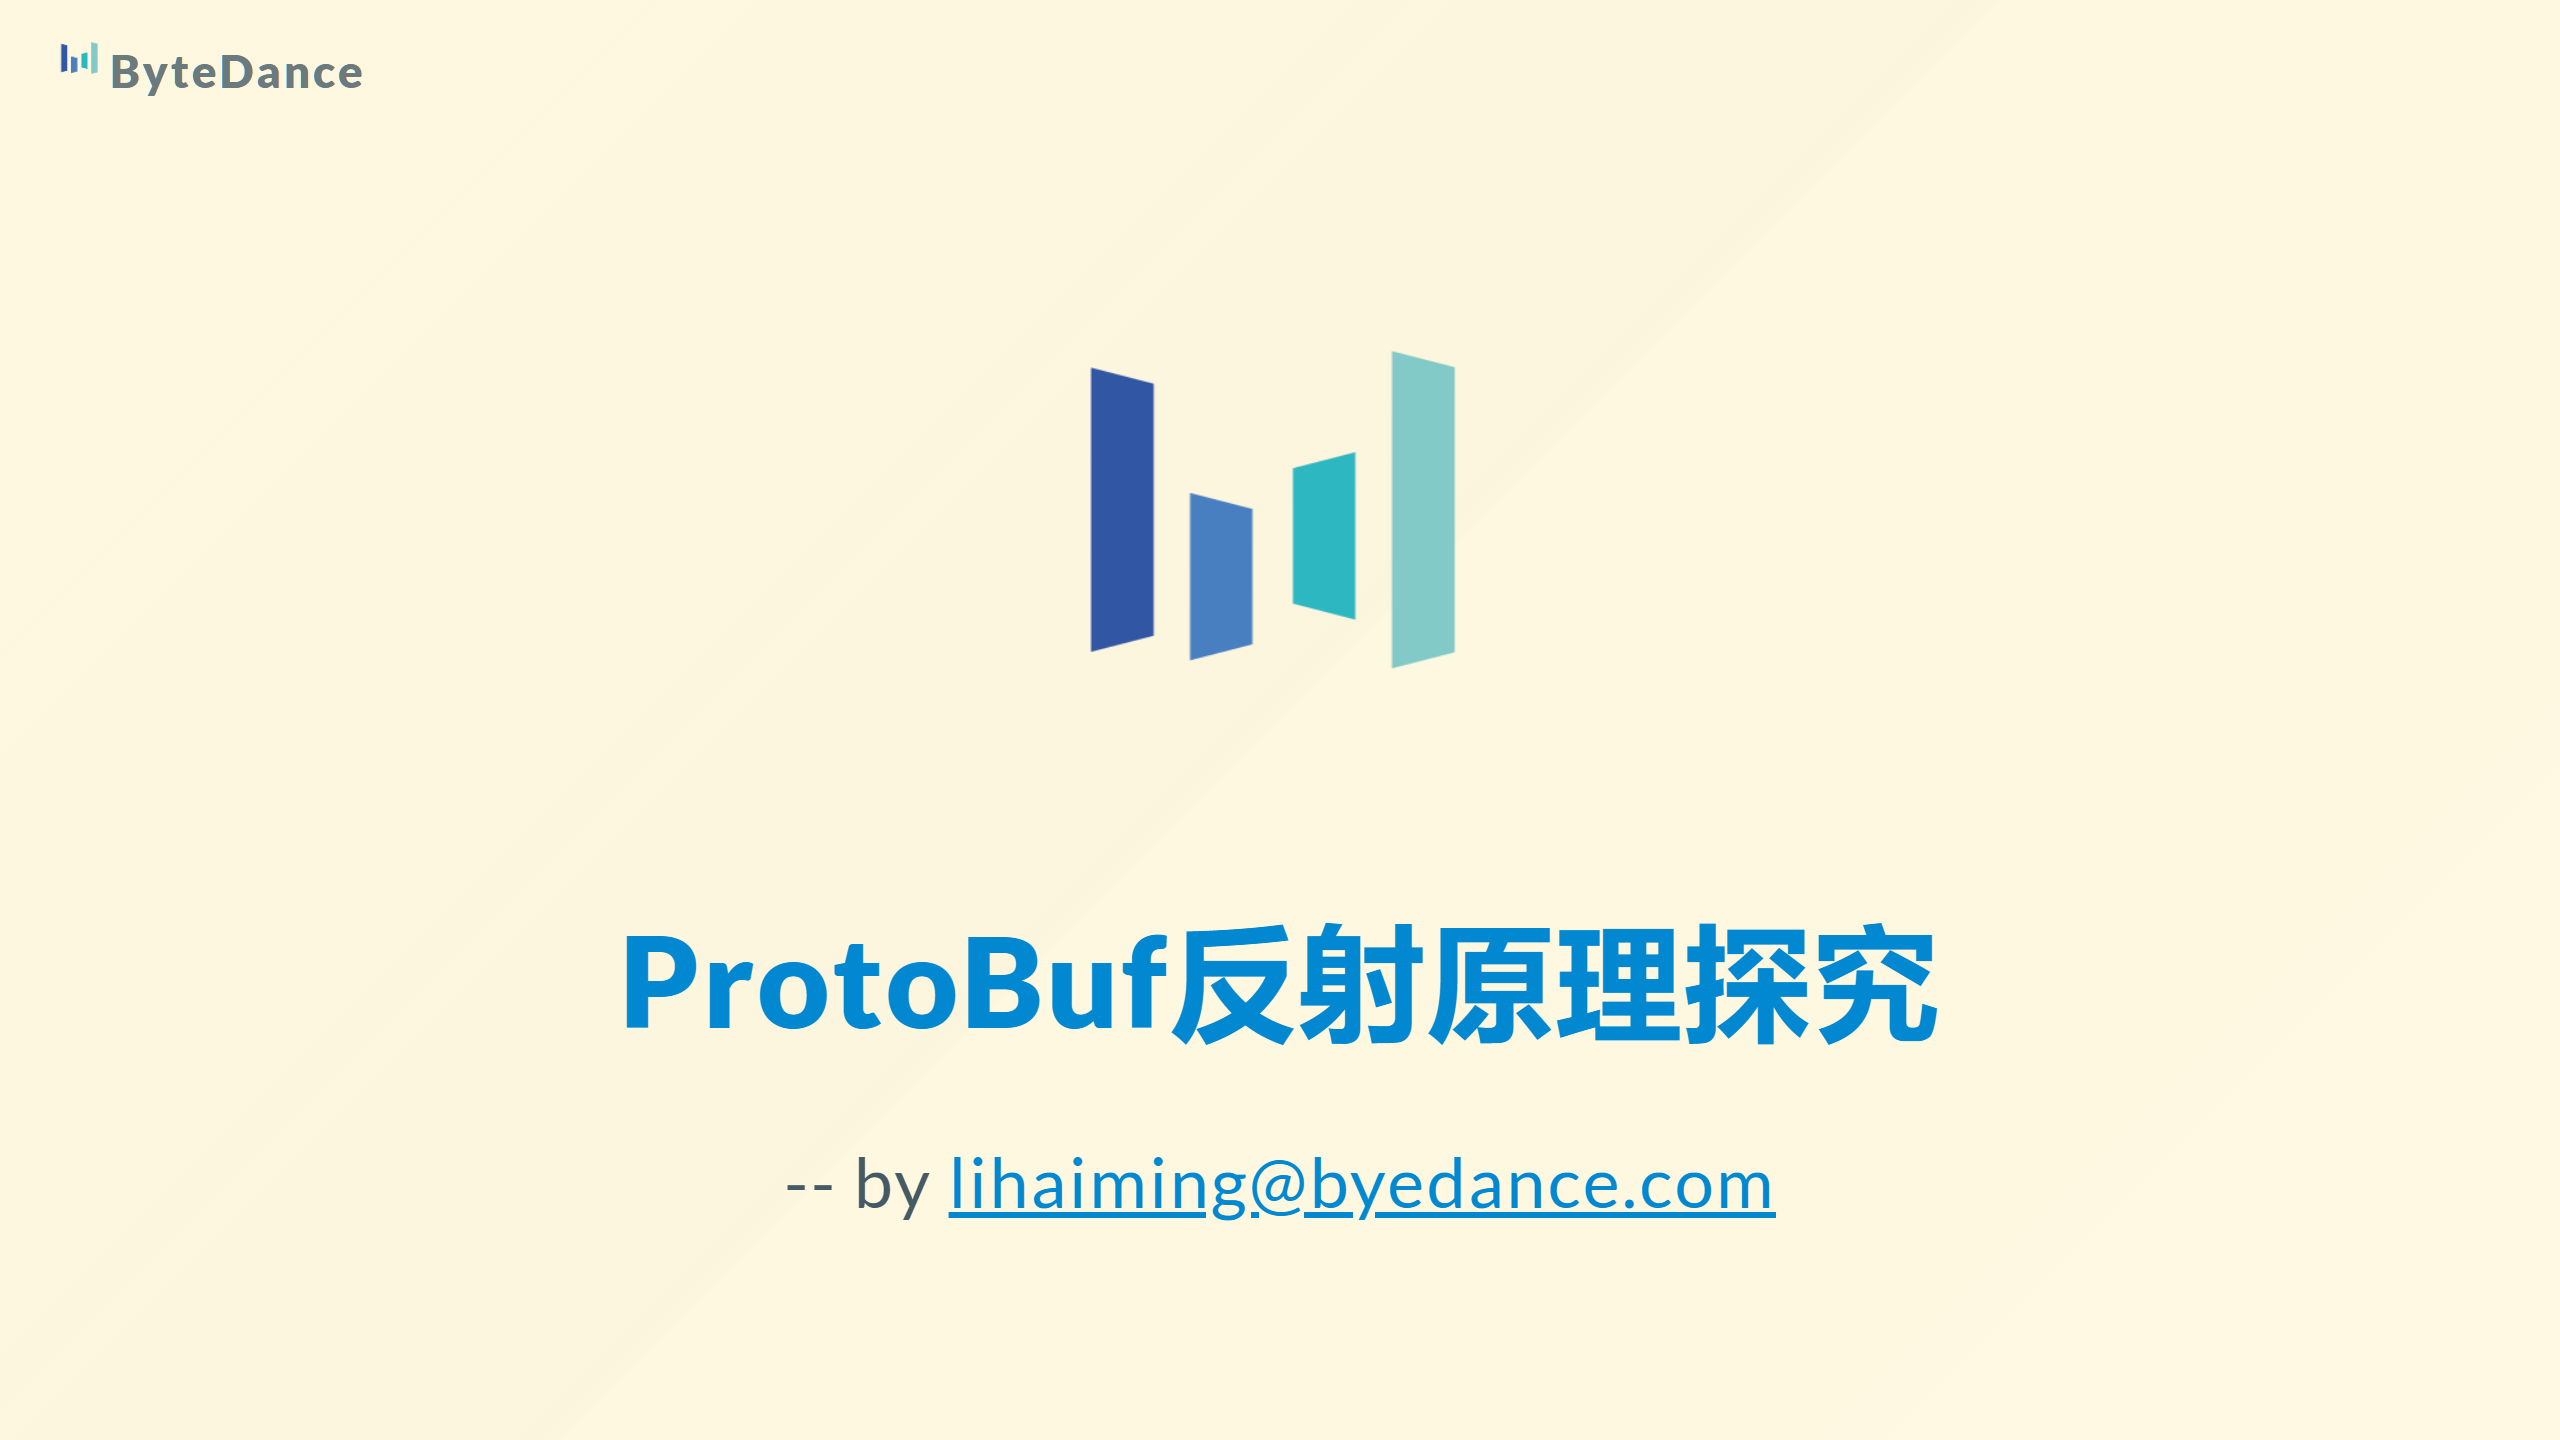 ByteDance
ProtoBuf反射原理探究
-- by lihaiming@byedance.com